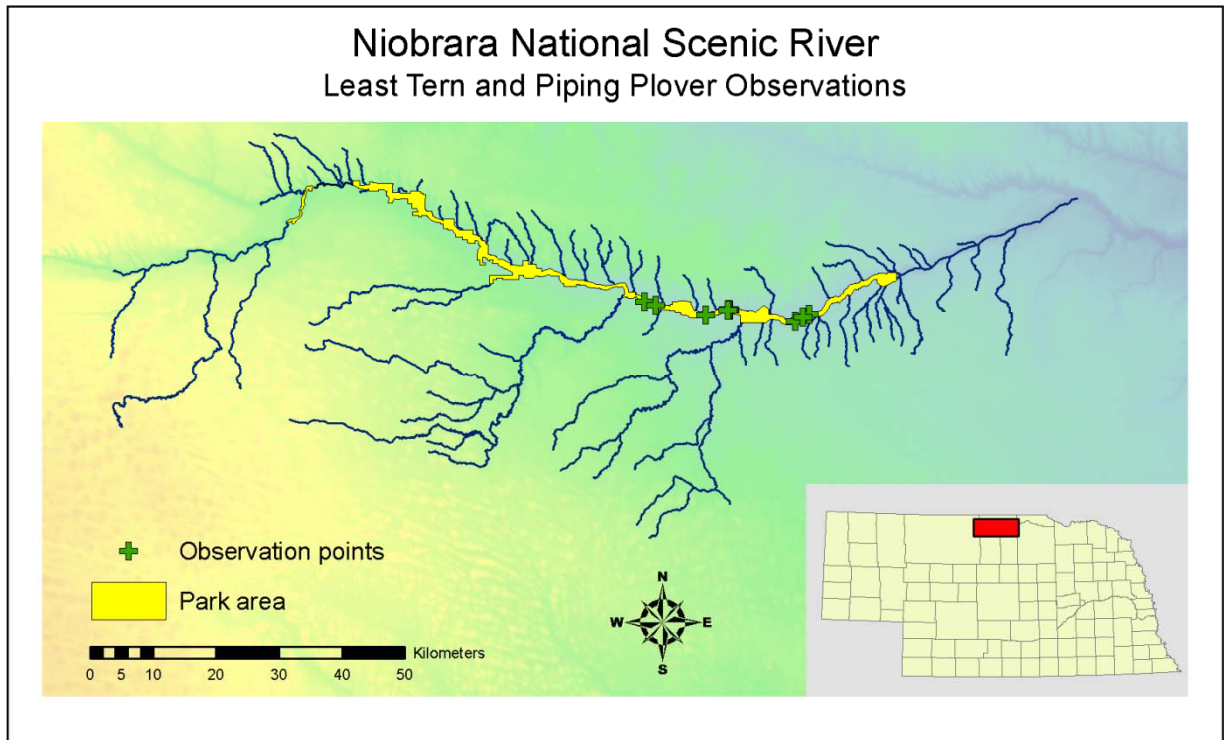 Niobrara National Scenic River
Least Tern and Piping Plover Observations
Observation points
Park area
Kilometers
0 5 10 20 30 40 50
N
W E
S